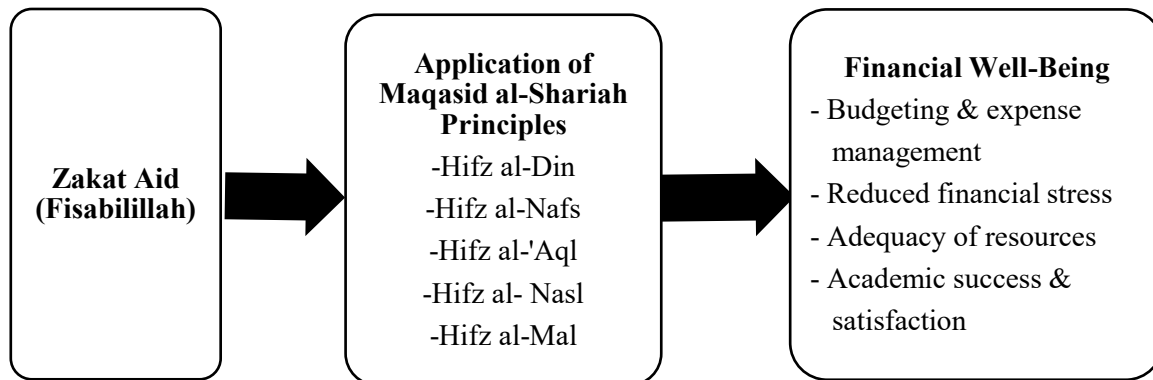 Zakat Aid
(Fisabilillah)
Application of
Maqasid al-Shariah
Principles
-Hifz al-Din
-Hifz al-Nafs
-Hifz al-'Aql
-Hifz al- Nasl
-Hifz al-Mal
Financial Well-Being
- Budgeting & expense
management
- Reduced financial stress
- Adequacy of resources
- Academic success &
satisfaction